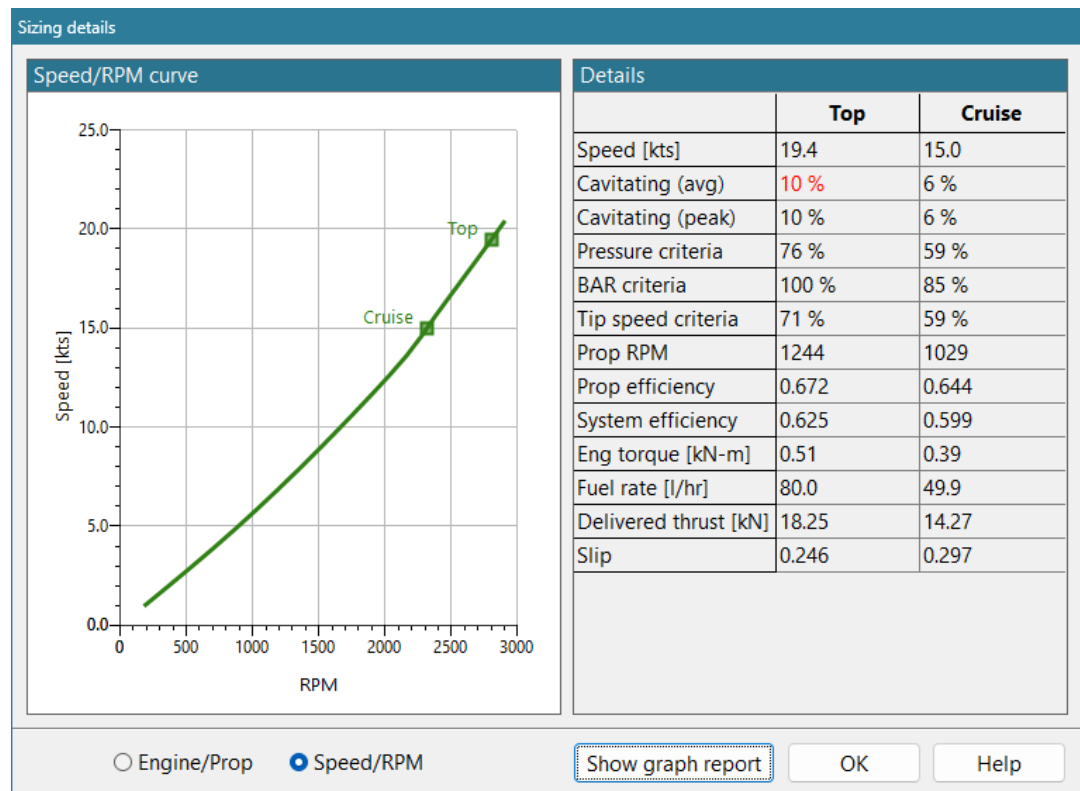 Sizing details
Speed/RPM curve
25.0
20.0
15.0
10.0
5.0
0.0
Speed [kts]
Top
Cruise
0 500 1000 1500 2000 2500 3000
RPM
Details
Top Cruise
Speed [kts] 19.4 15.0
Cavitating (avg) 10 % 6 %
Cavitating (peak) 10 % 6 %
Pressure criteria 76 % 59 %
BAR criteria 100 % 85 %
Tip speed criteria 71 % 59 %
Prop RPM 1244 1029
Prop efficiency 0.672 0.644
System efficiency 0.625 0.599
Eng torque [kN-m] 0.51 0.39
Fuel rate [l/hr] 80.0 49.9
Delivered thrust [kN] 18.25 14.27
Slip 0.246 0.297
Engine/Prop Speed/RPM Show graph report OK Help